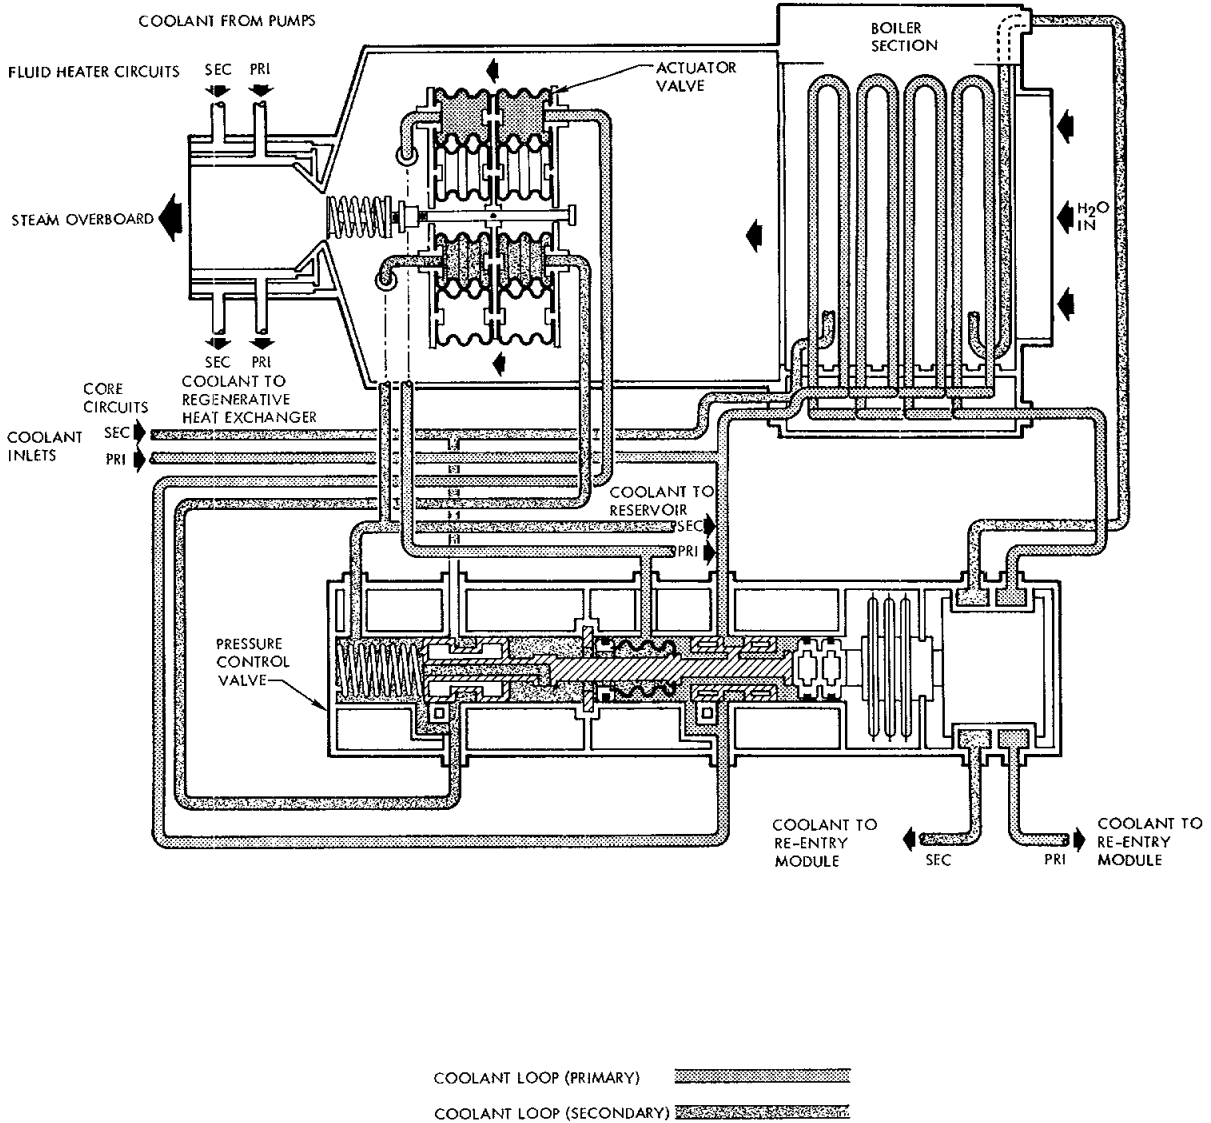 COOLANT FROM PUMPS
BOILER
SECTION
FLUID HEATER CIRCUITS
SEC
PRI
ACTUATOR
VALVE
STEAM OVERBOARD
H2O
IN
SEC
PRI
COOLANT TO
REGENERATIVE
HEAT EXCHANGER
CORE
CIRCUITS
COOLANT
INLETS
SEC
PRI
COOLANT TO
RESERVOIR
SEC
PRI
PRESSURE
CONTROL
VALVE
COOLANT TO
RE-ENTRY
MODULE
SEC
PRI
COOLANT TO
RE-ENTRY
MODULE
COOLANT LOOP (PRIMARY)
COOLANT LOOP (SECONDARY)